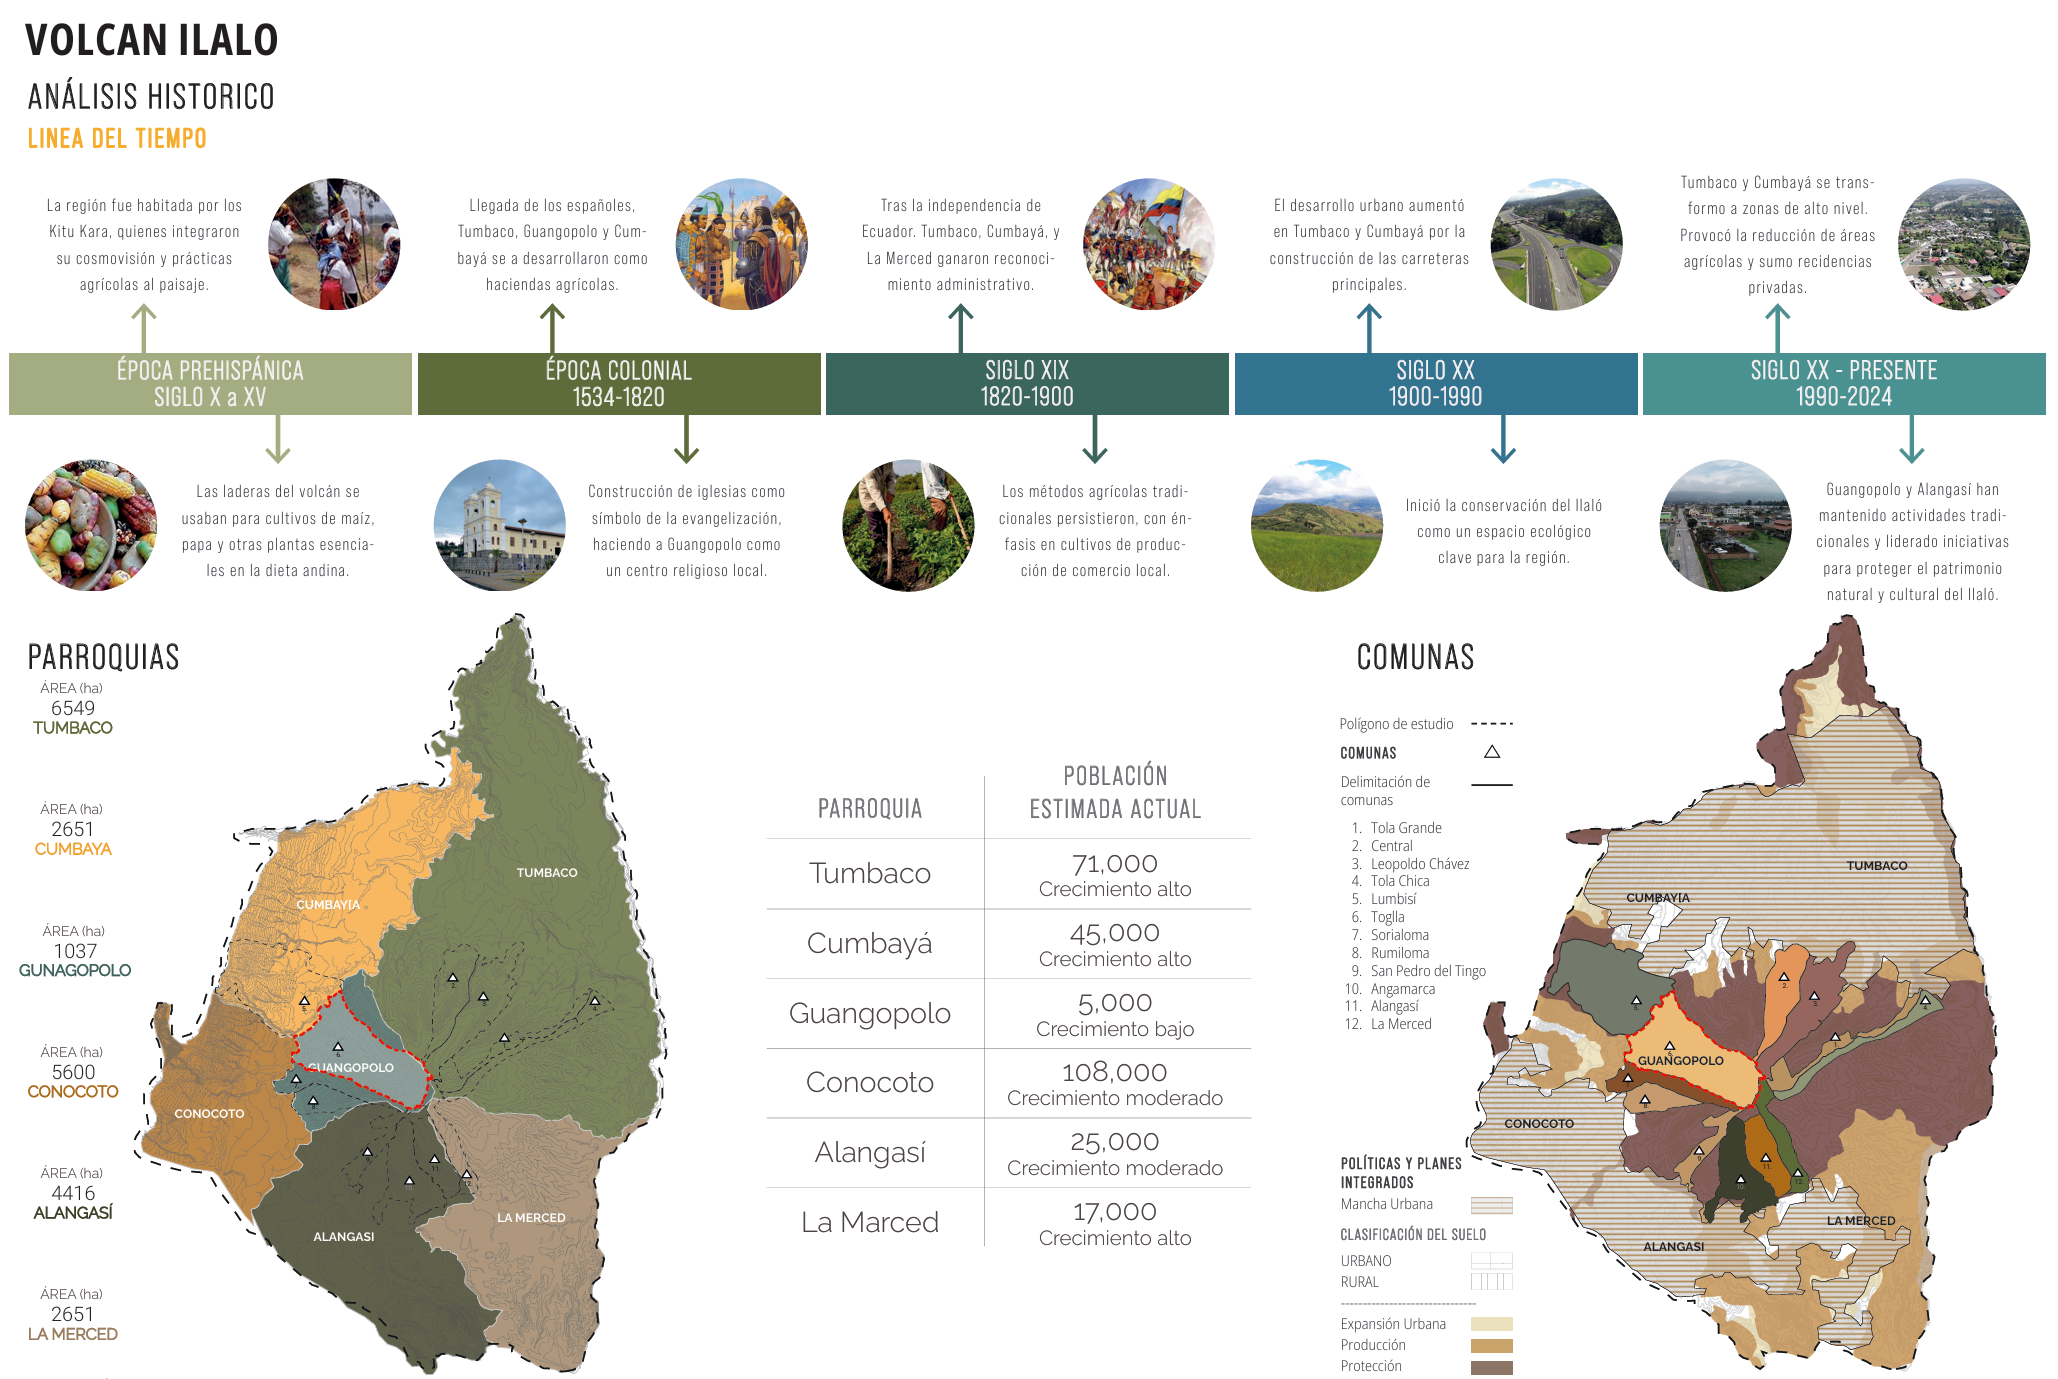 VOLCAN ILALO
ANÁLISIS HISTORICO
LINEA DEL TIEMPO
La región fue habitada por los
Kitu Kara, quienes integraron
su cosmovisión y prácticas
agrícolas al paisaje.
Llegada de los españoles,
Tumbaco, Guangopolo y Cum-
bayá se a desarrollaron como
haciendas agrícolas.
Tras la independencia de
Ecuador. Tumbaco, Cumbayá, y
La Merced ganaron reconoci-
miento administrativo.
El desarrollo urbano aumentó
en Tumbaco y Cumbayá por la
construcción de las carreteras
principales.
Tumbaco y Cumbayá se trans-
formo a zonas de alto nivel.
Provocó la reducción de áreas
agrícolas y sumo recidencias
privadas.
ÉPOCA PREHISPÁNICA
SIGLO X a XV
ÉPOCA COLONIAL
1534-1820
SIGLO XIX
1820-1900
SIGLO XX
1900-1990
SIGLO XX - PRESENTE
1990-2024
Las laderas del volcán se
usaban para cultivos de maíz,
papa y otras plantas esencia-
les en la dieta andina.
Construcción de iglesias como
símbolo de la evangelización,
haciendo a Guangopolo como
un centro religioso local.
Los métodos agrícolas tradi-
cionales persistieron, con én-
fasis en cultivos de produc-
ción de comercio local.
Inició la conservación del Ilaló
como un espacio ecológico
clave para la región.
Guangopolo y Alangasí han
mantenido actividades tradi-
cionales y liderado iniciativas
para proteger el patrimonio
natural y cultural del Ilaló.
PARROQUIAS
ÁREA (ha)
6549
TUMBACO
ÁREA (ha)
2651
CUMBAYA
ÁREA (ha)
1037
GUNAGOPOLO
ÁREA (ha)
5600
CONOCOTO
ÁREA (ha)
4416
ALANGASÍ
ÁREA (ha)
2651
LA MERCED
TUMBACO
CUMBAYÍA
GUANGOPOLO
CONOCOTO
ALANGASI
LA MERCED
PARROQUIA
POBLACIÓN
ESTIMADA ACTUAL
Tumbaco
71,000
Crecimiento alto
Cumbayá
45,000
Crecimiento alto
Guangopolo
5,000
Crecimiento bajo
Conocoto
108,000
Crecimiento moderado
Alangasí
25,000
Crecimiento moderado
La Marced
17,000
Crecimiento alto
COMUNAS
Polígono de estudio
COMUNAS
Delimitación de
comunas
1. Tola Grande
2. Central
3. Leopoldo Chávez
4. Tola Chica
5. Lumbisí
6. Toglla
7. Sorialoma
8. Rumiloma
9. San Pedro del Tingo
10. Angamarca
11. Alangasí
12. La Merced
POLÍTICAS Y PLANES
INTEGRADOS
Mancha Urbana
CLASIFICACIÓN DEL SUELO
URBANO
RURAL
Expansión Urbana
Producción
Protección
TUMBACO
CUMBAYÍA
GUANGOPOLO
CONOCOTO
LA MERCED
ALANGASI